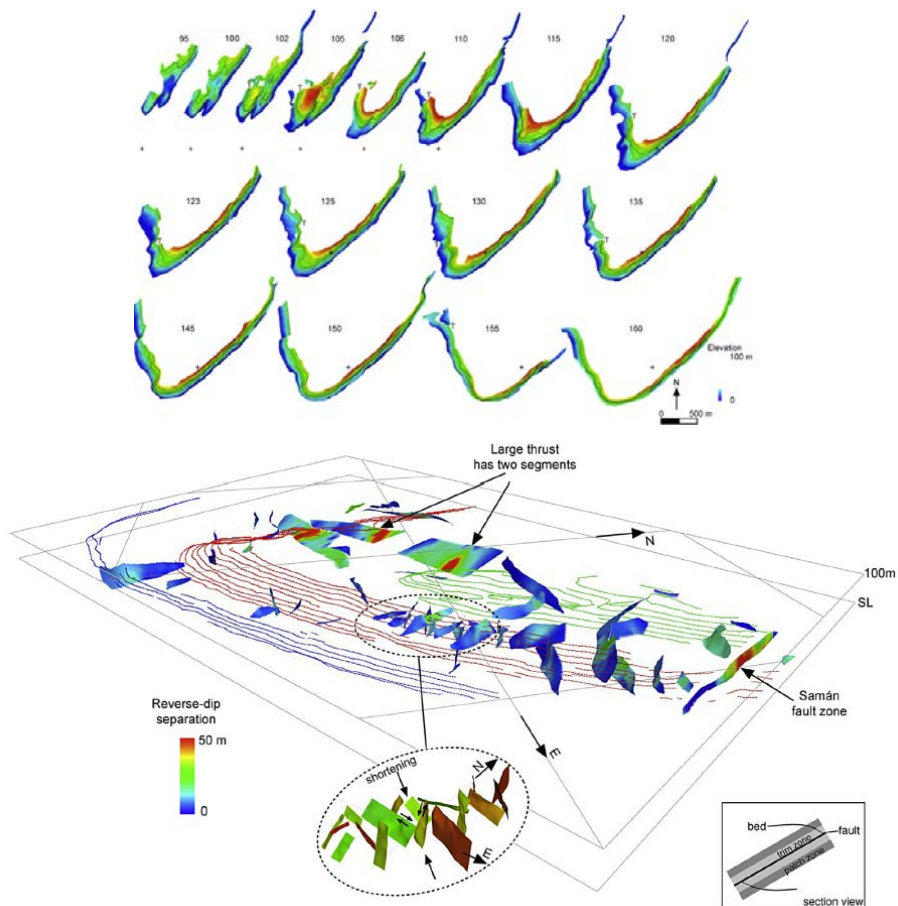 95 100 102 105 106 110 115 120
T T T T T
123 125 130 135
T T T T
145 150 155 160
T
Elevation
100 m
0
N
0 500 m
Large thrust
has two segments
N
100m
SL
Samán
fault zone
Reverse-dip
separation
50 m
0
E
shortening
N
E
bed
fault
trim zone
patch zone
section view